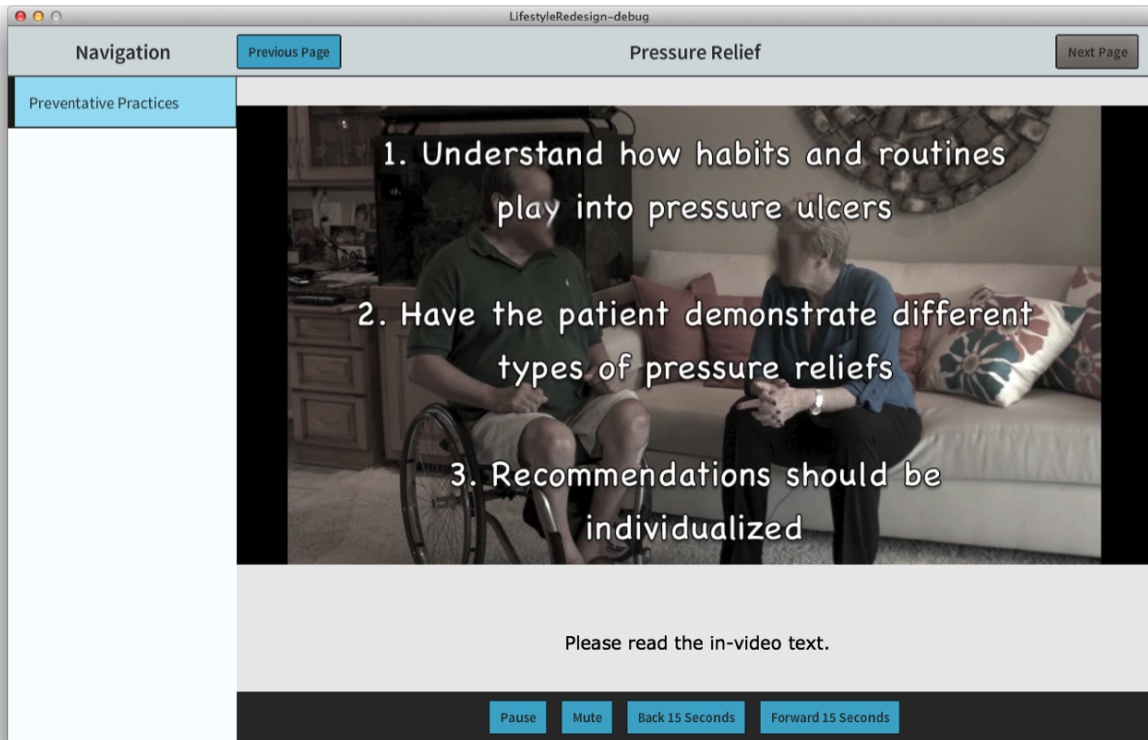 LifestyleRedesign-debug
Navigation
Previous Page
Pressure Relief
Next Page
Preventative Practices
1. Understand how habits and routines
play into pressure ulcers
2. Have the patient demonstrate different
types of pressure reliefs
3. Recommendations should be
individualized
Please read the in-video text.
Pause
Mute
Back 15 Seconds
Forward 15 Seconds